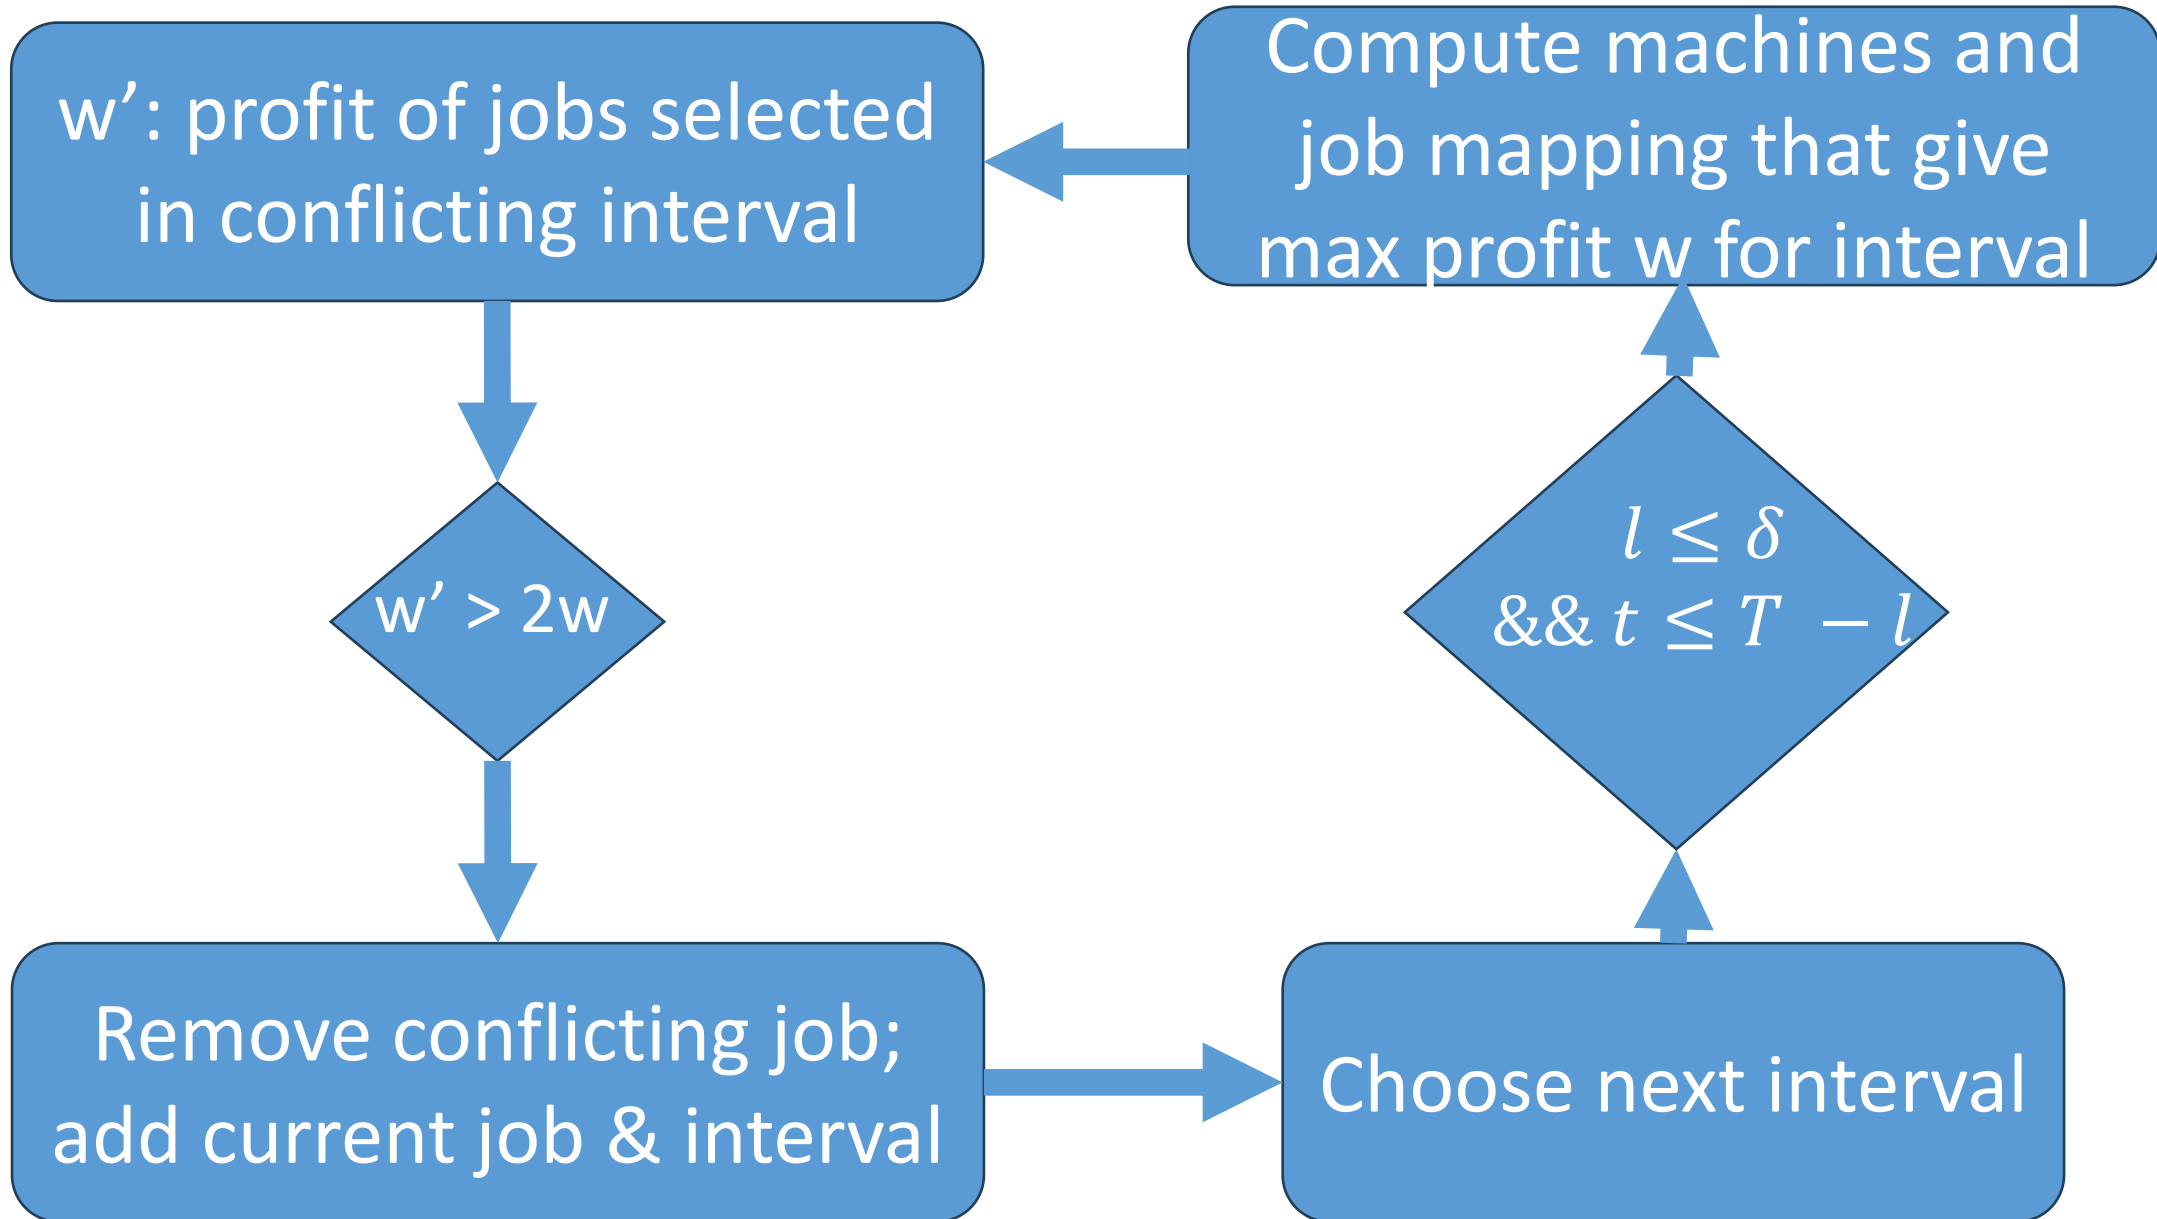 w’: profit of jobs selected
in conflicting interval
Compute machines and
job mapping that give
max profit w for interval
w’ > 2w
l ≤ δ
&& t ≤ T − l
Remove conflicting job;
add current job & interval
Choose next interval